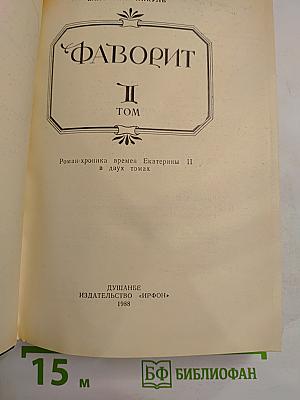 ФАВОРИТ
II
ТОМ
Роман-хроника времен Екатерины II
в двух томах
ДУШАНБЕ
ИЗДАТЕЛЬСТВО «ИРФОН»
1988
15 м
БФ БИБЛИОФАН